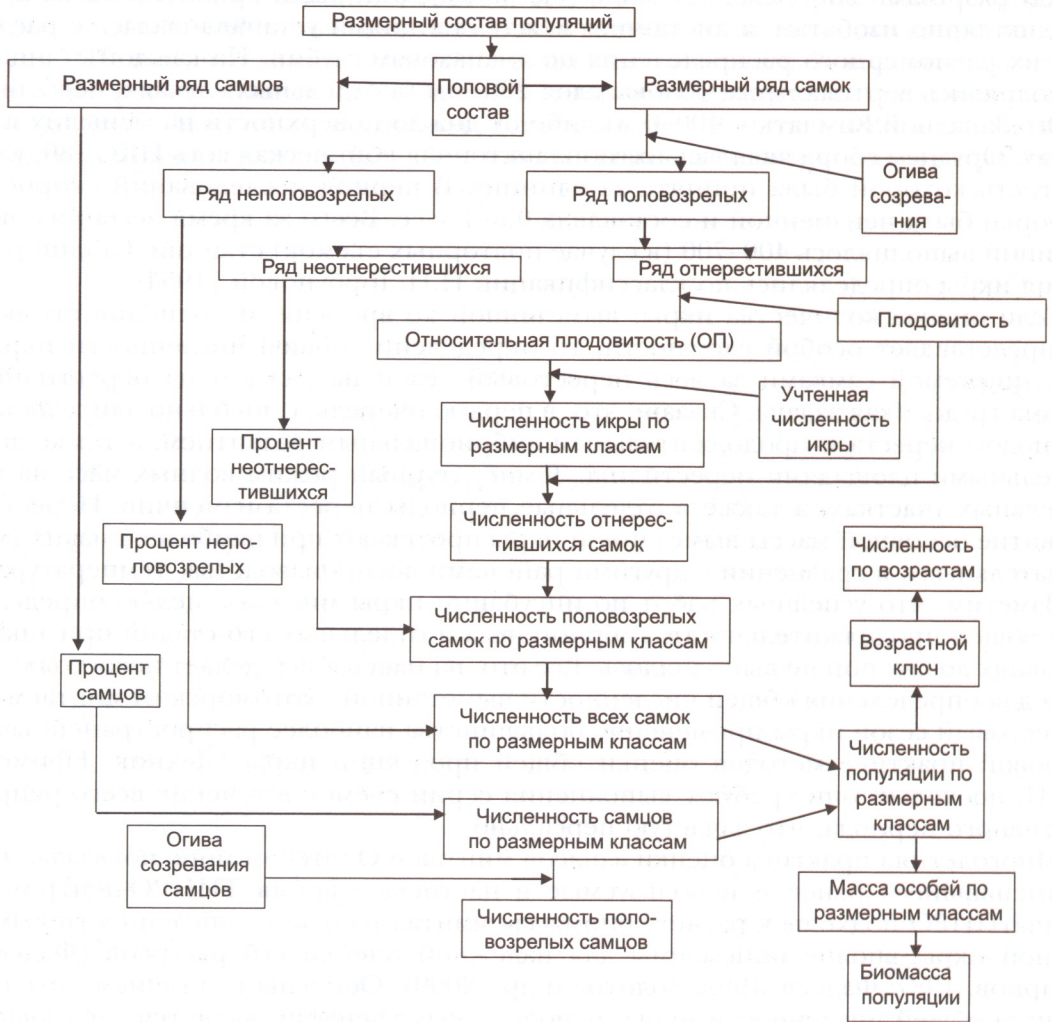 Размерный состав популяций
Размерный ряд самцов
Половой
состав
Размерный ряд самок
Ряд неполовозрелых
Ряд половозрелых
Огива
созрева-
ния
Ряд неотнерестившихся
Ряд отнерестившихся
Плодовитость
Относительная плодовитость (ОП)
Учтенная
численность
икры
Численность икры по
размерным классам
Процент
неотнерес-
тившихся
Численность отнерес-
тившихся самок
Процент непо-
ловозрелых
Численность
по возрастам
Численность половозрелых
самок по размерным классам
Возрастной
ключ
Процент
самцов
Численность всех самок
по размерным классам
Численность
популяции по
размерным
классам
Численность самцов
по размерным классам
Огива
созревания
самцов
Масса особей по
размерным классам
Численность поло-
возрелых самцов
Биомасса
популяции